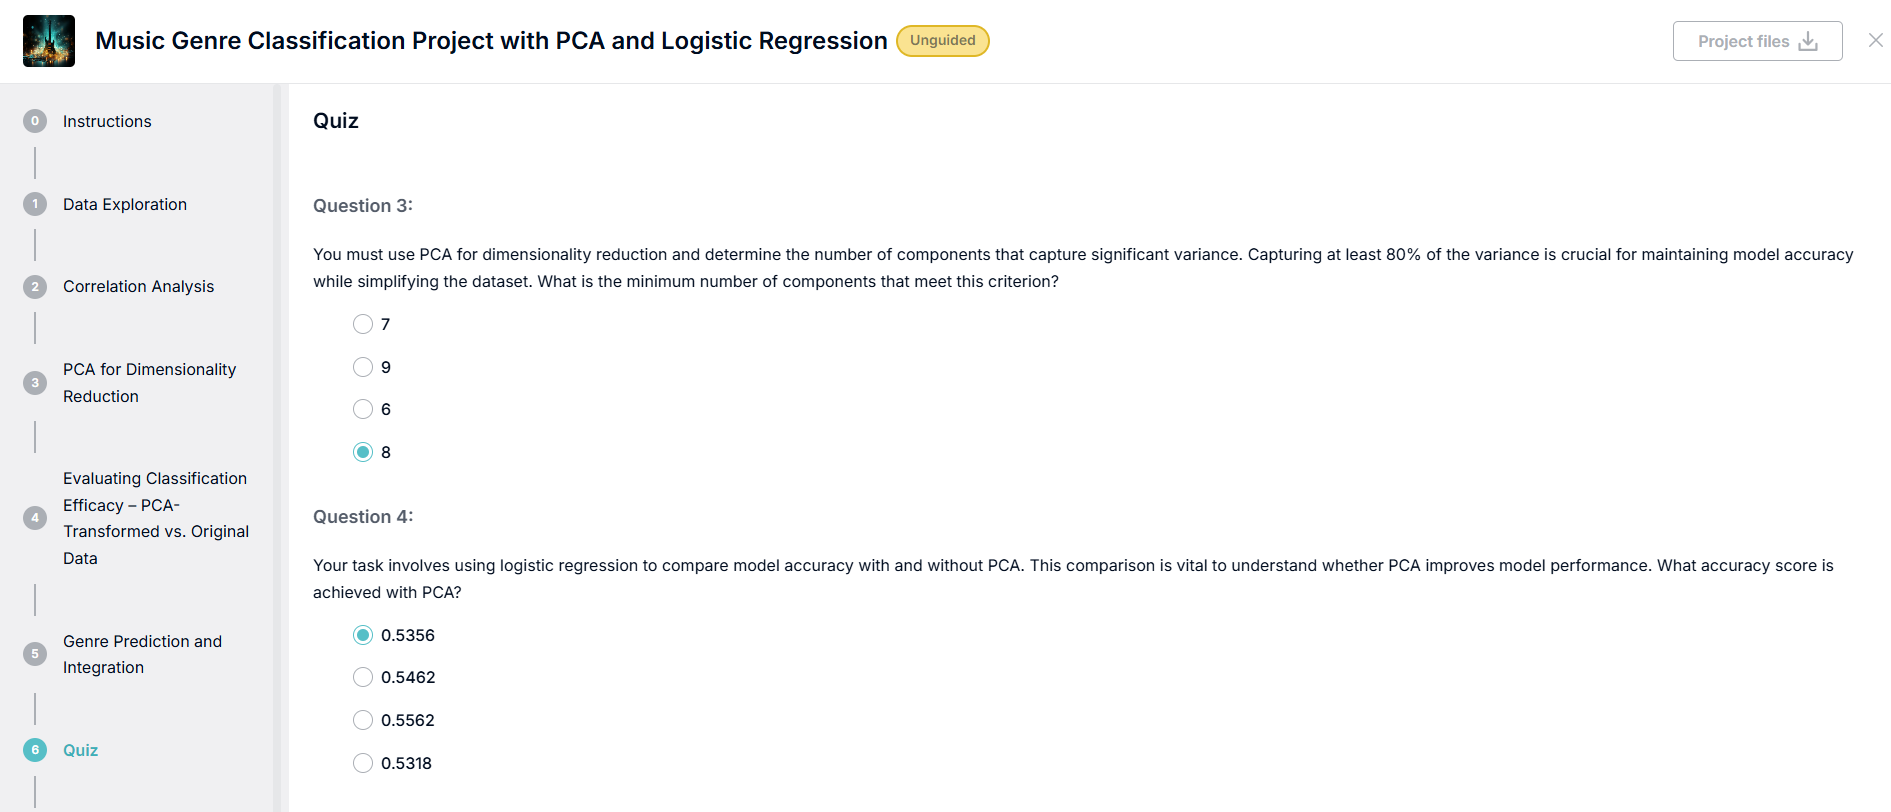 Music Genre Classification Project with PCA and Logistic Regression
Unguided
Project files
0
Instructions
1
Data Exploration
2
Correlation Analysis
3
PCA for Dimensionality
Reduction
4
Evaluating Classification
Efficacy – PCA-
Transformed vs. Original
Data
5
Genre Prediction and
Integration
6
Quiz
Quiz
Question 3:
You must use PCA for dimensionality reduction and determine the number of components that capture significant variance. Capturing at least 80% of the variance is crucial for maintaining model accuracy
while simplifying the dataset. What is the minimum number of components that meet this criterion?
7
9
6
8
Question 4:
Your task involves using logistic regression to compare model accuracy with and without PCA. This comparison is vital to understand whether PCA improves model performance. What accuracy score is
achieved with PCA?
0.5356
0.5462
0.5562
0.5318